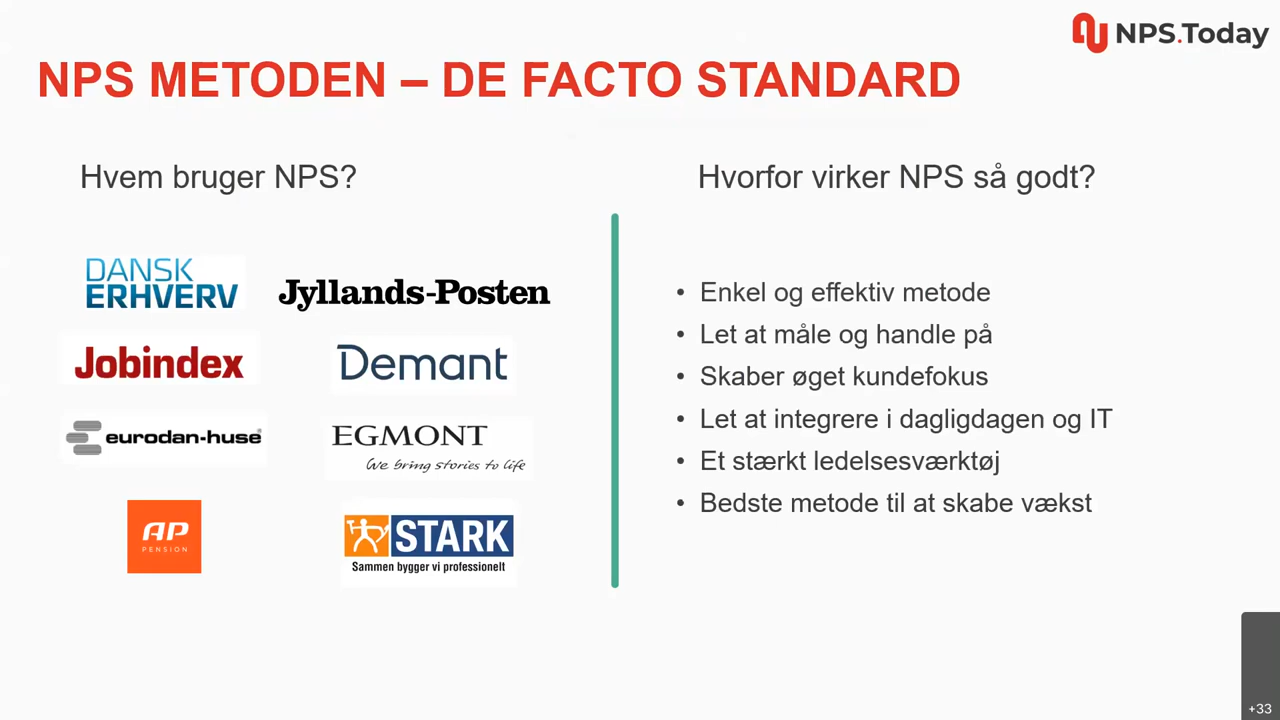 NPS.Today
NPS METODEN – DE FACTO STANDARD
Hvem bruger NPS?
DANSK
ERHVERV
Jyllands-Posten
Jobindex
Demant
eurodan-huse
EGMONT
We bring stories to life
AP
PENSION
STARK
Sammen bygger vi professionelt
Hvorfor virker NPS så godt?
• Enkel og effektiv metode
• Let at måle og handle på
• Skaber øget kundefokus
• Let at integrere i dagligdagen og IT
• Et stærkt ledelsesværktøj
• Bedste metode til at skabe vækst
+33